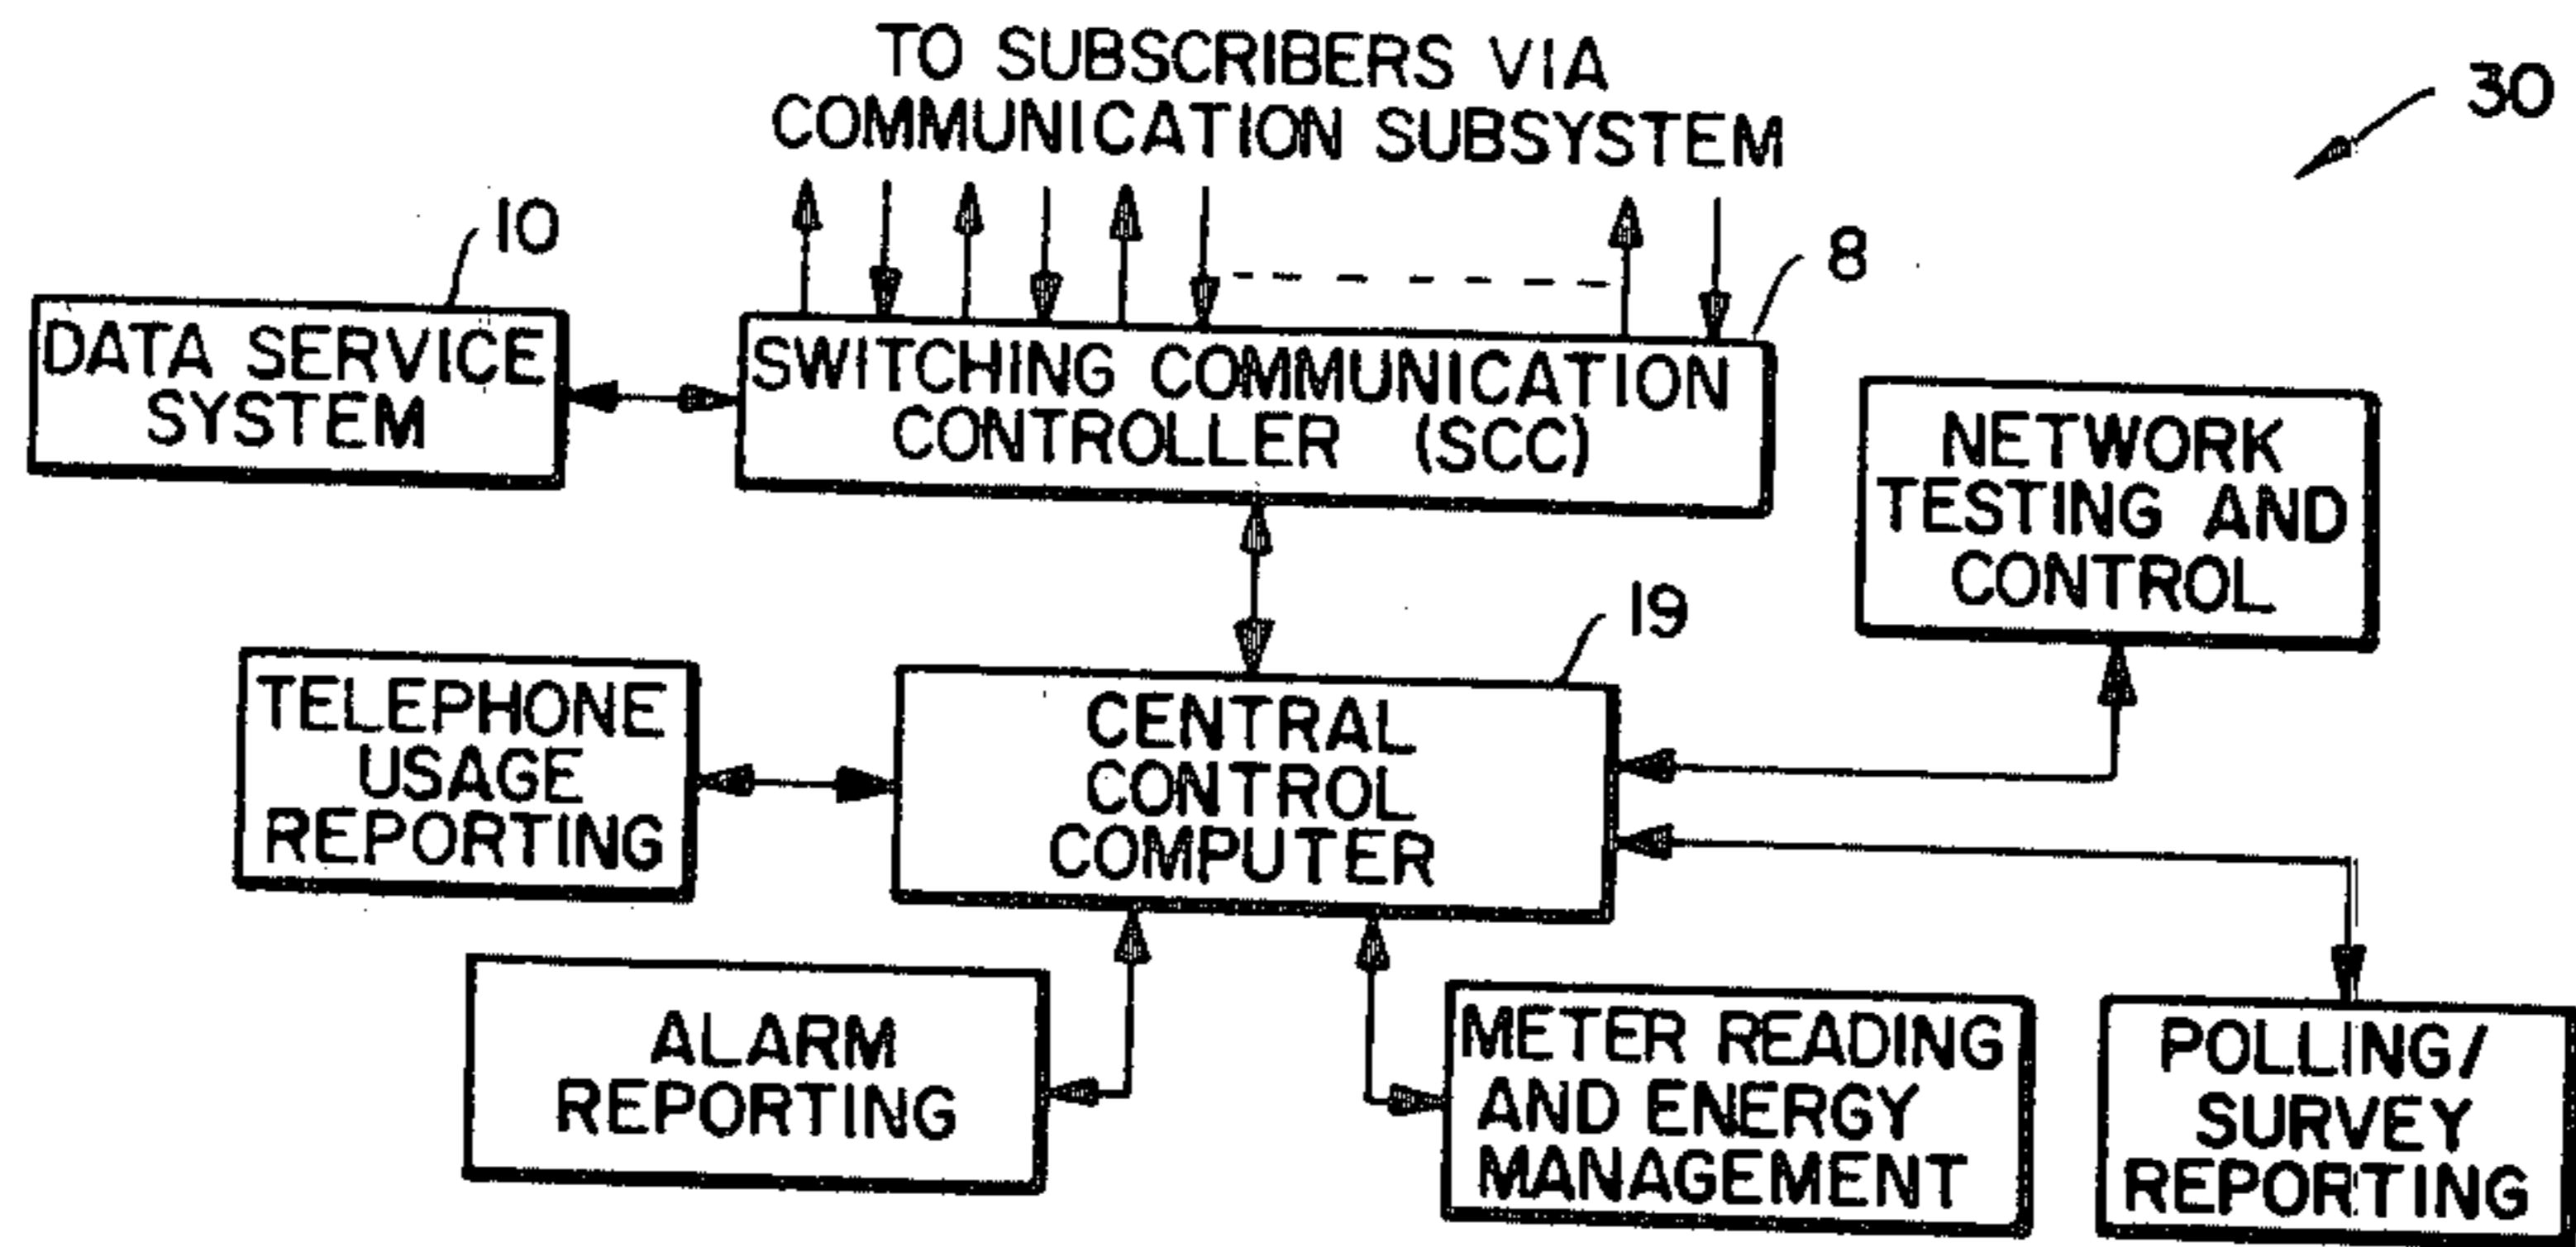 TO SUBSCRIBERS VIA
COMMUNICATION SUBSYSTEM
30
10
8
DATA SERVICE
SYSTEM
SWITCHING COMMUNICATION
CONTROLLER (SCC)
NETWORK
TESTING AND
CONTROL
19
TELEPHONE
USAGE
REPORTING
CENTRAL
CONTROL
COMPUTER
ALARM
REPORTING
METER READING
AND ENERGY
MANAGEMENT
POLLING/
SURVEY
REPORTING